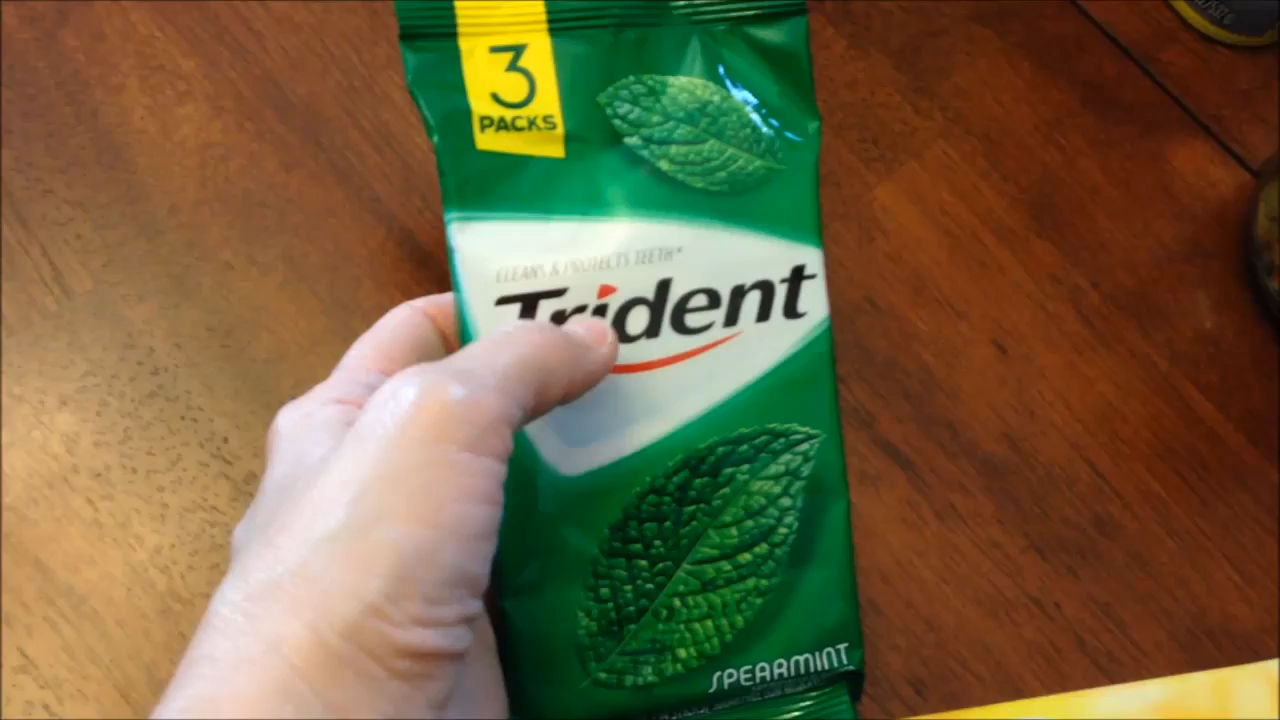 3
PACKS
CLEANS & PROTECTS TEETH*
Trident
SPEARMINT